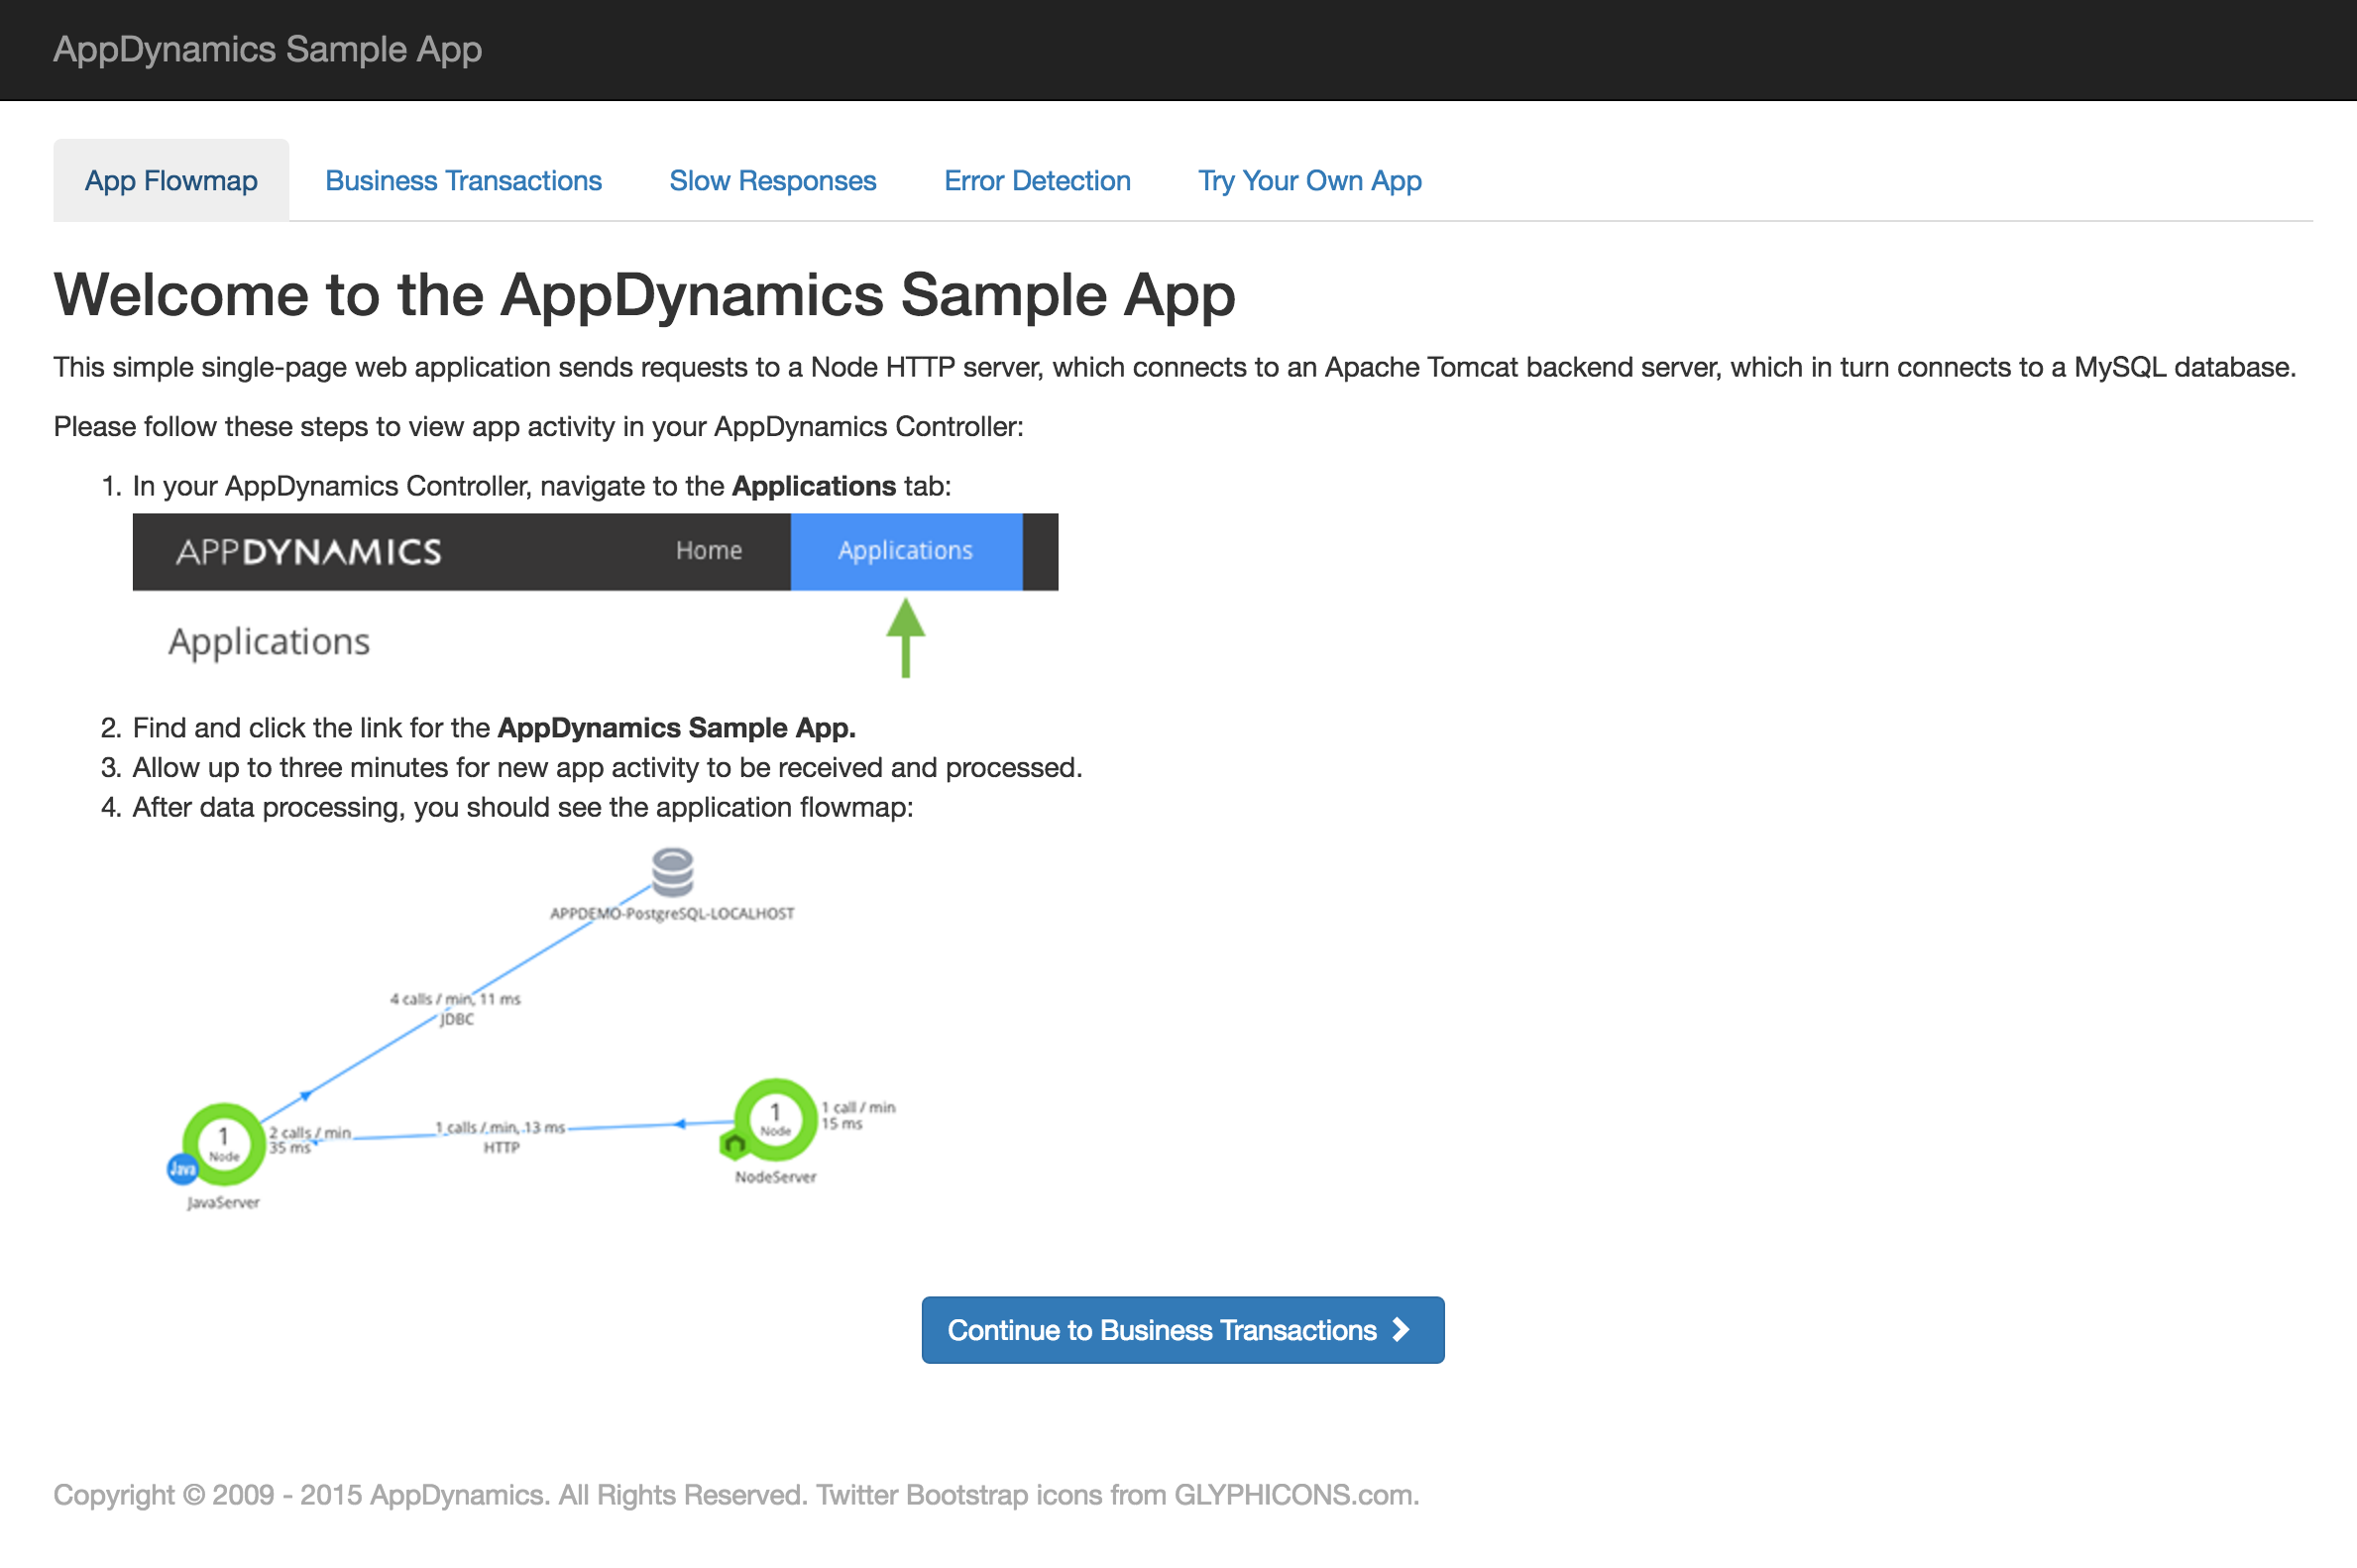 AppDynamics Sample App
App Flowmap Business Transactions Slow Responses Error Detection Try Your Own App
Welcome to the AppDynamics Sample App
This simple single-page web application sends requests to a Node HTTP server, which connects to an Apache Tomcat backend server, which in turn connects to a MySQL database.
Please follow these steps to view app activity in your AppDynamics Controller:
1. In your AppDynamics Controller, navigate to the Applications tab:
APPDYNAMICS Home Applications
Applications
2. Find and click the link for the AppDynamics Sample App.
3. Allow up to three minutes for new app activity to be received and processed.
4. After data processing, you should see the application flowmap:
APPDEMO-PostgreSQL-LOCALHOST
4 calls / min, 11 ms
JDBC
1
Node
Java
2 calls / min
35 ms
JavaServer
1 calls / min, 13 ms
HTTP
1
Node
1 call / min
15 ms
NodeServer
Continue to Business Transactions
Copyright © 2009 - 2015 AppDynamics. All Rights Reserved. Twitter Bootstrap icons from GLYPHICONS.com.